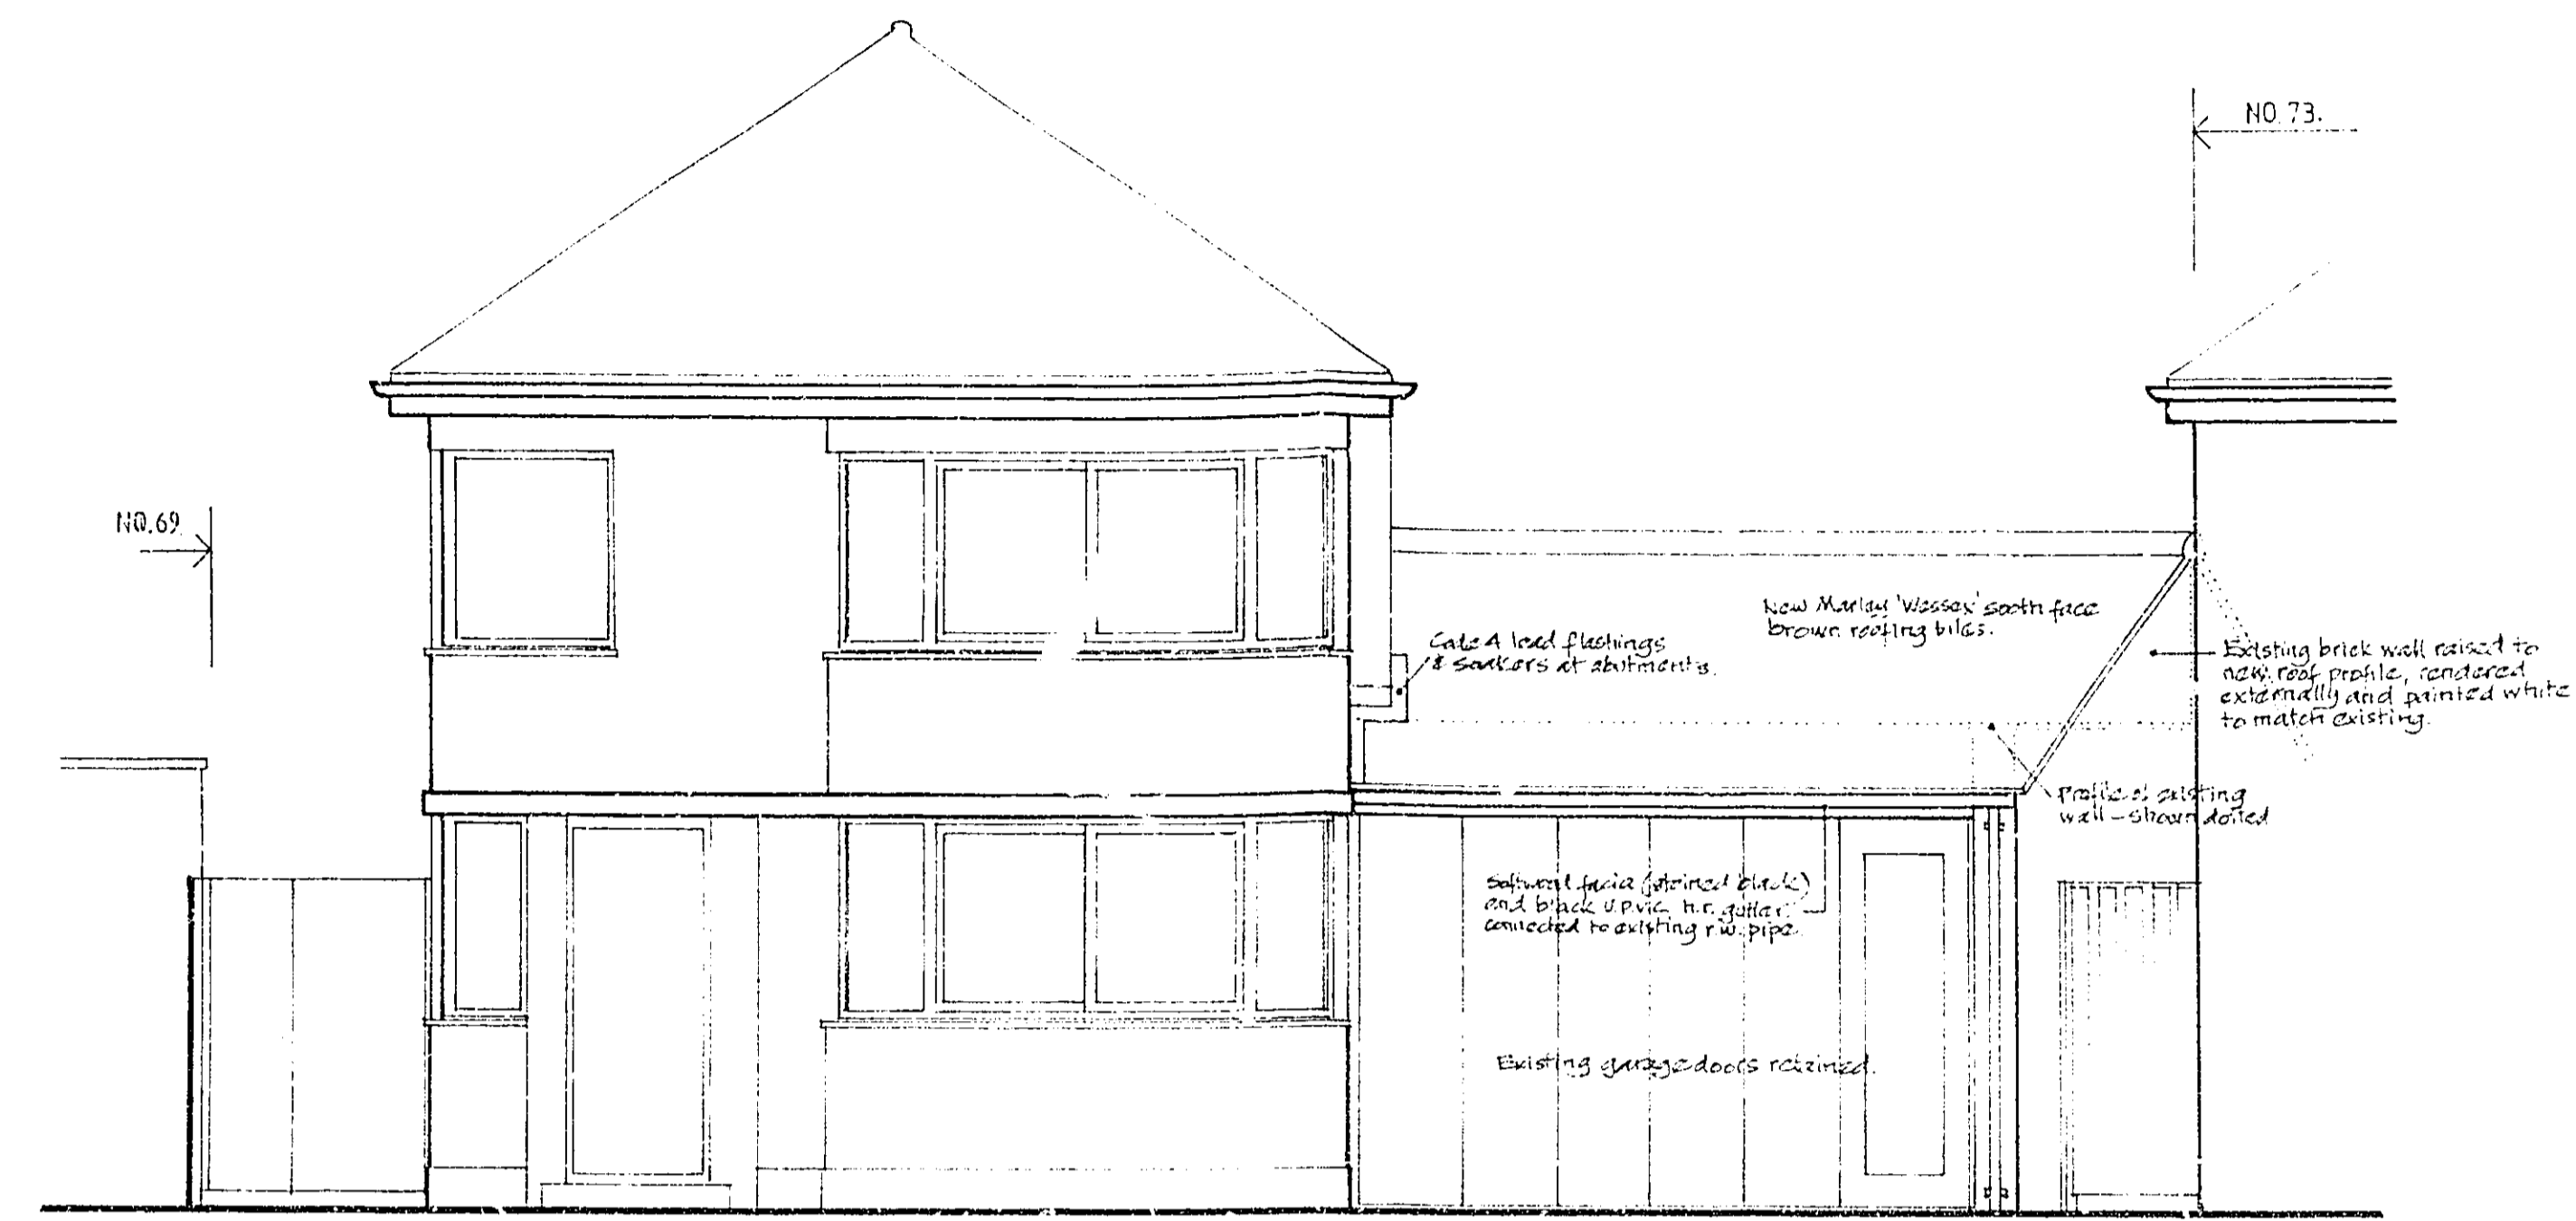 NO.73.
NO.69.
New Marley 'Wessex' sooth face
brown roofing tiles.
Code 4 lead flashings
& soakers at abutments.
Existing brick wall raised to
new roof profile, rendered
externally and painted white
to match existing.
Profile of existing
wall – shown dotted
Softwood facia (stained black)
and black u.p.v.c. h.r. gutter
connected to existing r.w. pipe.
Existing garage doors retained.